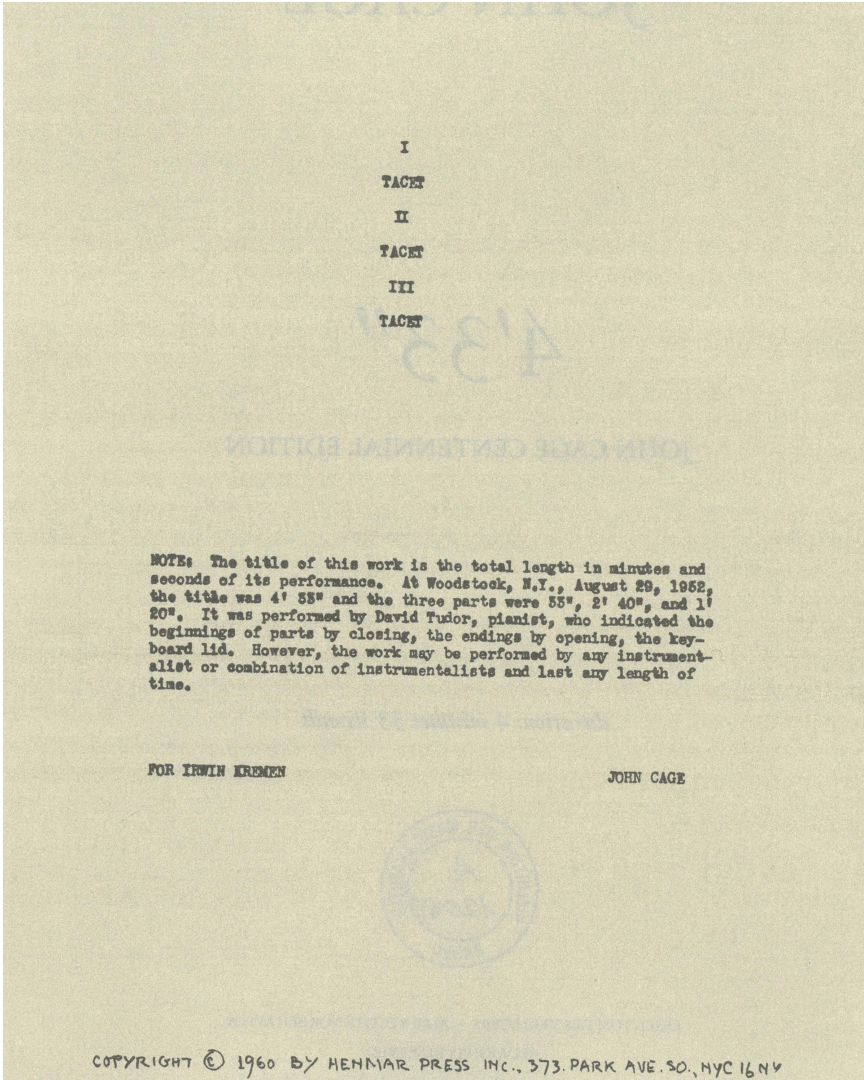 I
TACET
II
TACET
III
TACET
NOTE: The title of this work is the total length in minutes and
seconds of its performance. At Woodstock, N.Y., August 29, 1952,
the title was 4' 33" and the three parts were 33", 2' 40", and 1'
20". It was performed by David Tudor, pianist, who indicated the
beginnings of parts by closing, the endings by opening, the key-
board lid. However, the work may be performed by any instrument-
alist or combination of instrumentalists and last any length of
time.
FOR IRWIN KREMEN JOHN CAGE
COPYRIGHT © 1960 BY HENMAR PRESS INC., 373 PARK AVE. SO., NYC 16 NY